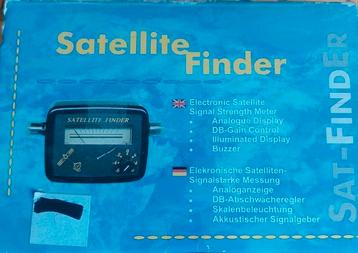 Satellite
Finder
SATELLITE FINDER
Electronic Satellite
Signal Strength Meter
• Analogue Display
• DB-Gain Control
• Illuminated Display
• Buzzer
Elekronische Satelliten-
Signalstärke Messung
• Analoganzeige
• DB-Abschwächeregler
• Skalenbeleuchtung
• Akkustischer Signalgeber
SAT-FINDER